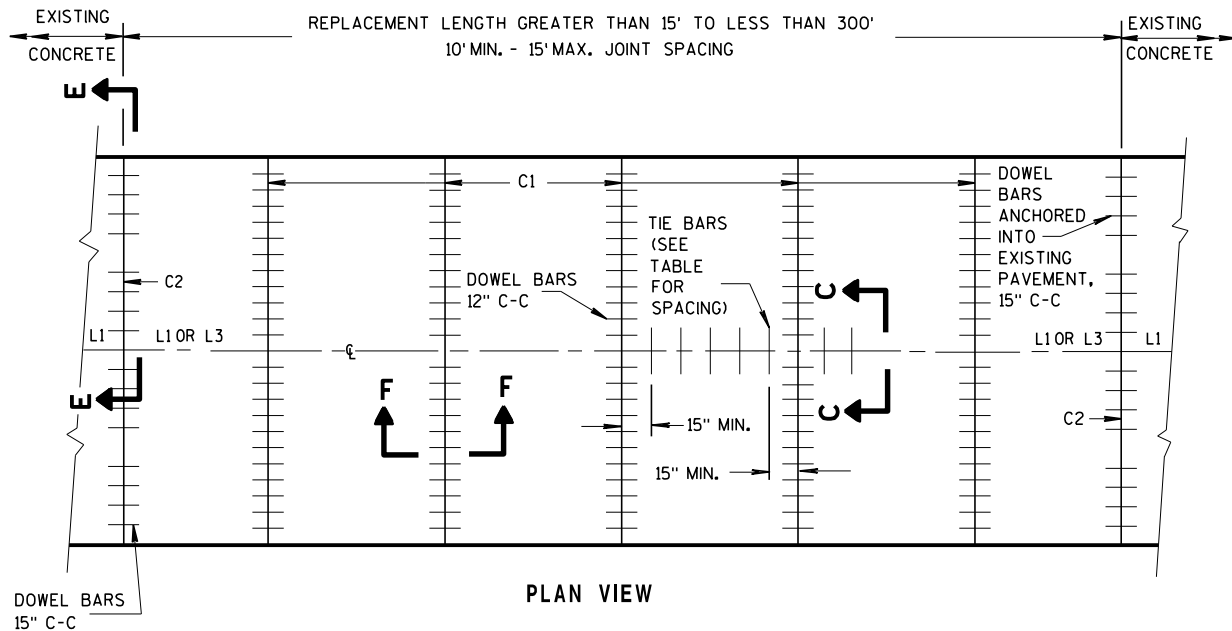 EXISTING
CONCRETE
REPLACEMENT LENGTH GREATER THAN 15' TO LESS THAN 300'
10' MIN. - 15' MAX. JOINT SPACING
EXISTING
CONCRETE
E
C1
DOWEL
BARS
ANCHORED
INTO
EXISTING
PAVEMENT,
15" C-C
TIE BARS
(SEE
TABLE
FOR
SPACING)
DOWEL BARS
12" C-C
C2
C
L1
L1 OR L3
℄
L1 OR L3
L1
E
F
F
C
C2
15" MIN.
15" MIN.
PLAN VIEW
DOWEL BARS
15" C-C